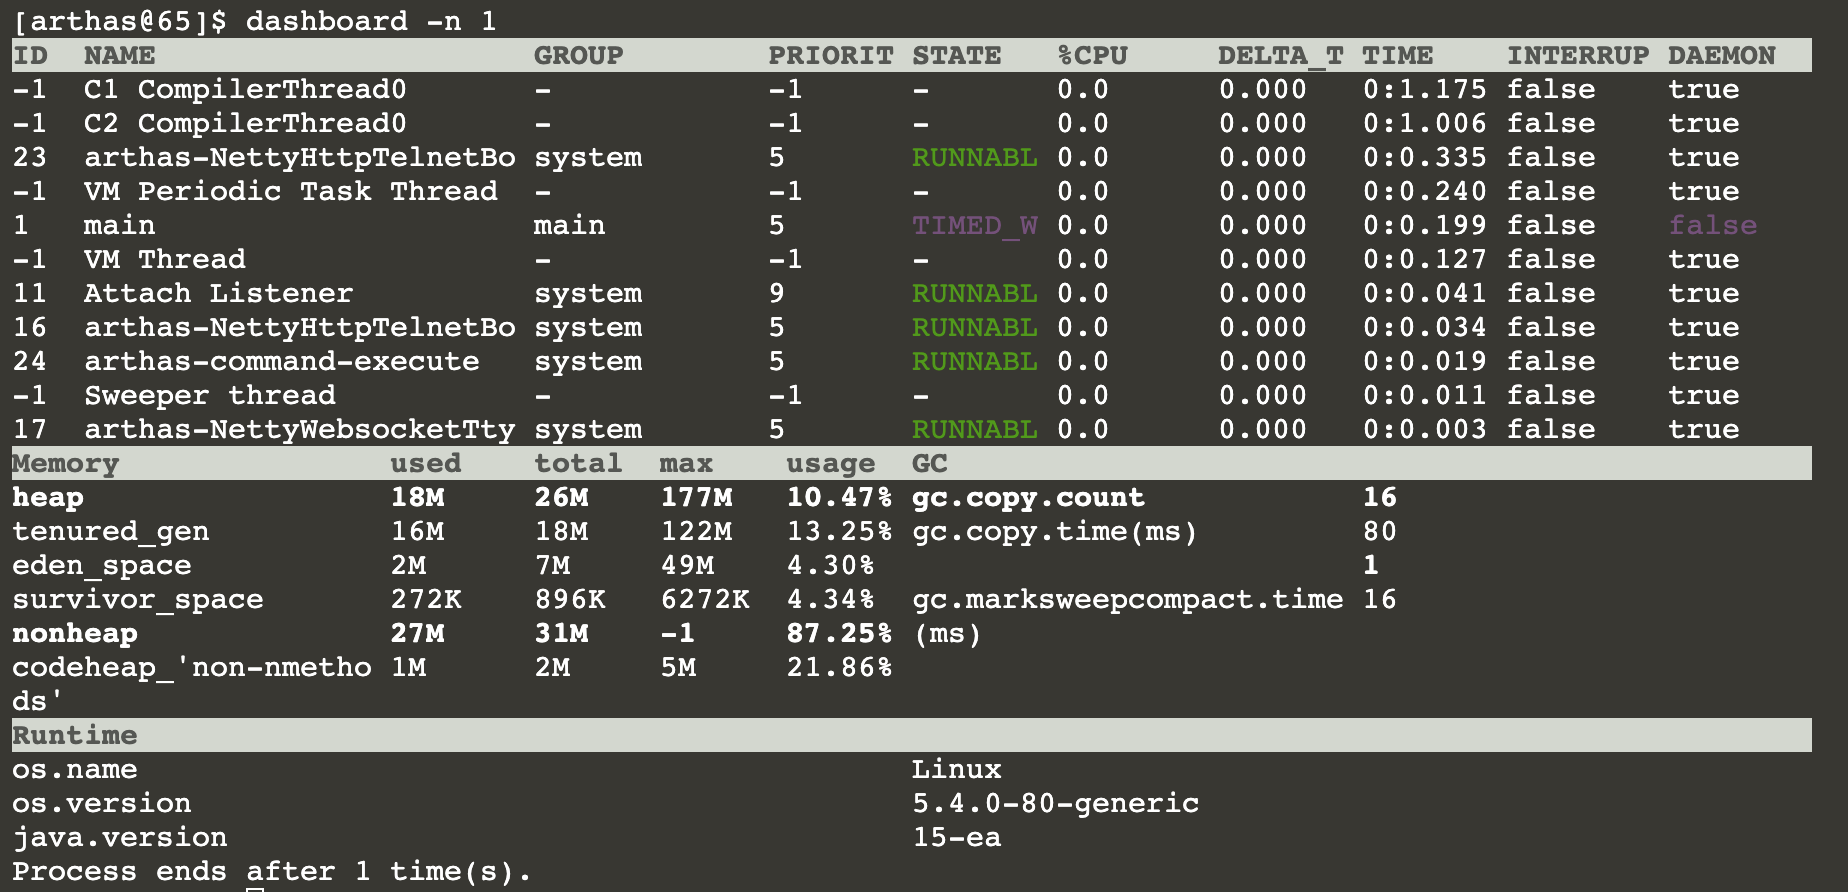 [arthas@65]$ dashboard -n 1
ID NAME GROUP PRIORIT STATE %CPU DELTA_T TIME INTERRUP DAEMON
-1 C1 CompilerThread0 - -1 - 0.0 0.000 0:1.175 false true
-1 C2 CompilerThread0 - -1 - 0.0 0.000 0:1.006 false true
23 arthas-NettyHttpTelnetBo system 5 RUNNABL 0.0 0.000 0:0.335 false true
-1 VM Periodic Task Thread - -1 - 0.0 0.000 0:0.240 false true
1 main main 5 TIMED_W 0.0 0.000 0:0.199 false false
-1 VM Thread - -1 - 0.0 0.000 0:0.127 false true
11 Attach Listener system 9 RUNNABL 0.0 0.000 0:0.041 false true
16 arthas-NettyHttpTelnetBo system 5 RUNNABL 0.0 0.000 0:0.034 false true
24 arthas-command-execute system 5 RUNNABL 0.0 0.000 0:0.019 false true
-1 Sweeper thread - -1 - 0.0 0.000 0:0.011 false true
17 arthas-NettyWebsocketTty system 5 RUNNABL 0.0 0.000 0:0.003 false true
Memory used total max usage GC
heap 18M 26M 177M 10.47% gc.copy.count 16
tenured_gen 16M 18M 122M 13.25% gc.copy.time(ms) 80
eden_space 2M 7M 49M 4.30% 1
survivor_space 272K 896K 6272K 4.34% gc.marksweepcompact.time 16
nonheap 27M 31M -1 87.25% (ms)
codeheap_'non-nmetho 1M 2M 5M 21.86%
ds'
Runtime
os.name Linux
os.version 5.4.0-80-generic
java.version 15-ea
Process ends after 1 time(s).